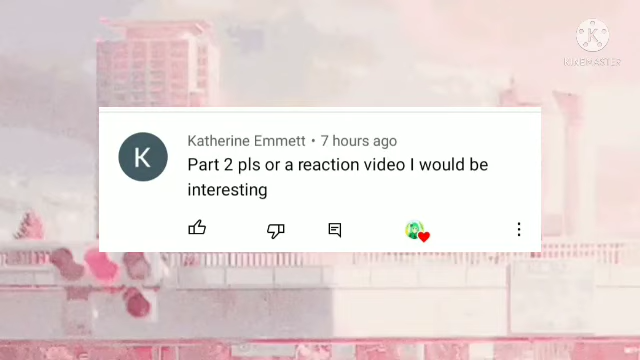 KINEMASTER
Katherine Emmett • 7 hours ago
K
Part 2 pls or a reaction video I would be
interesting